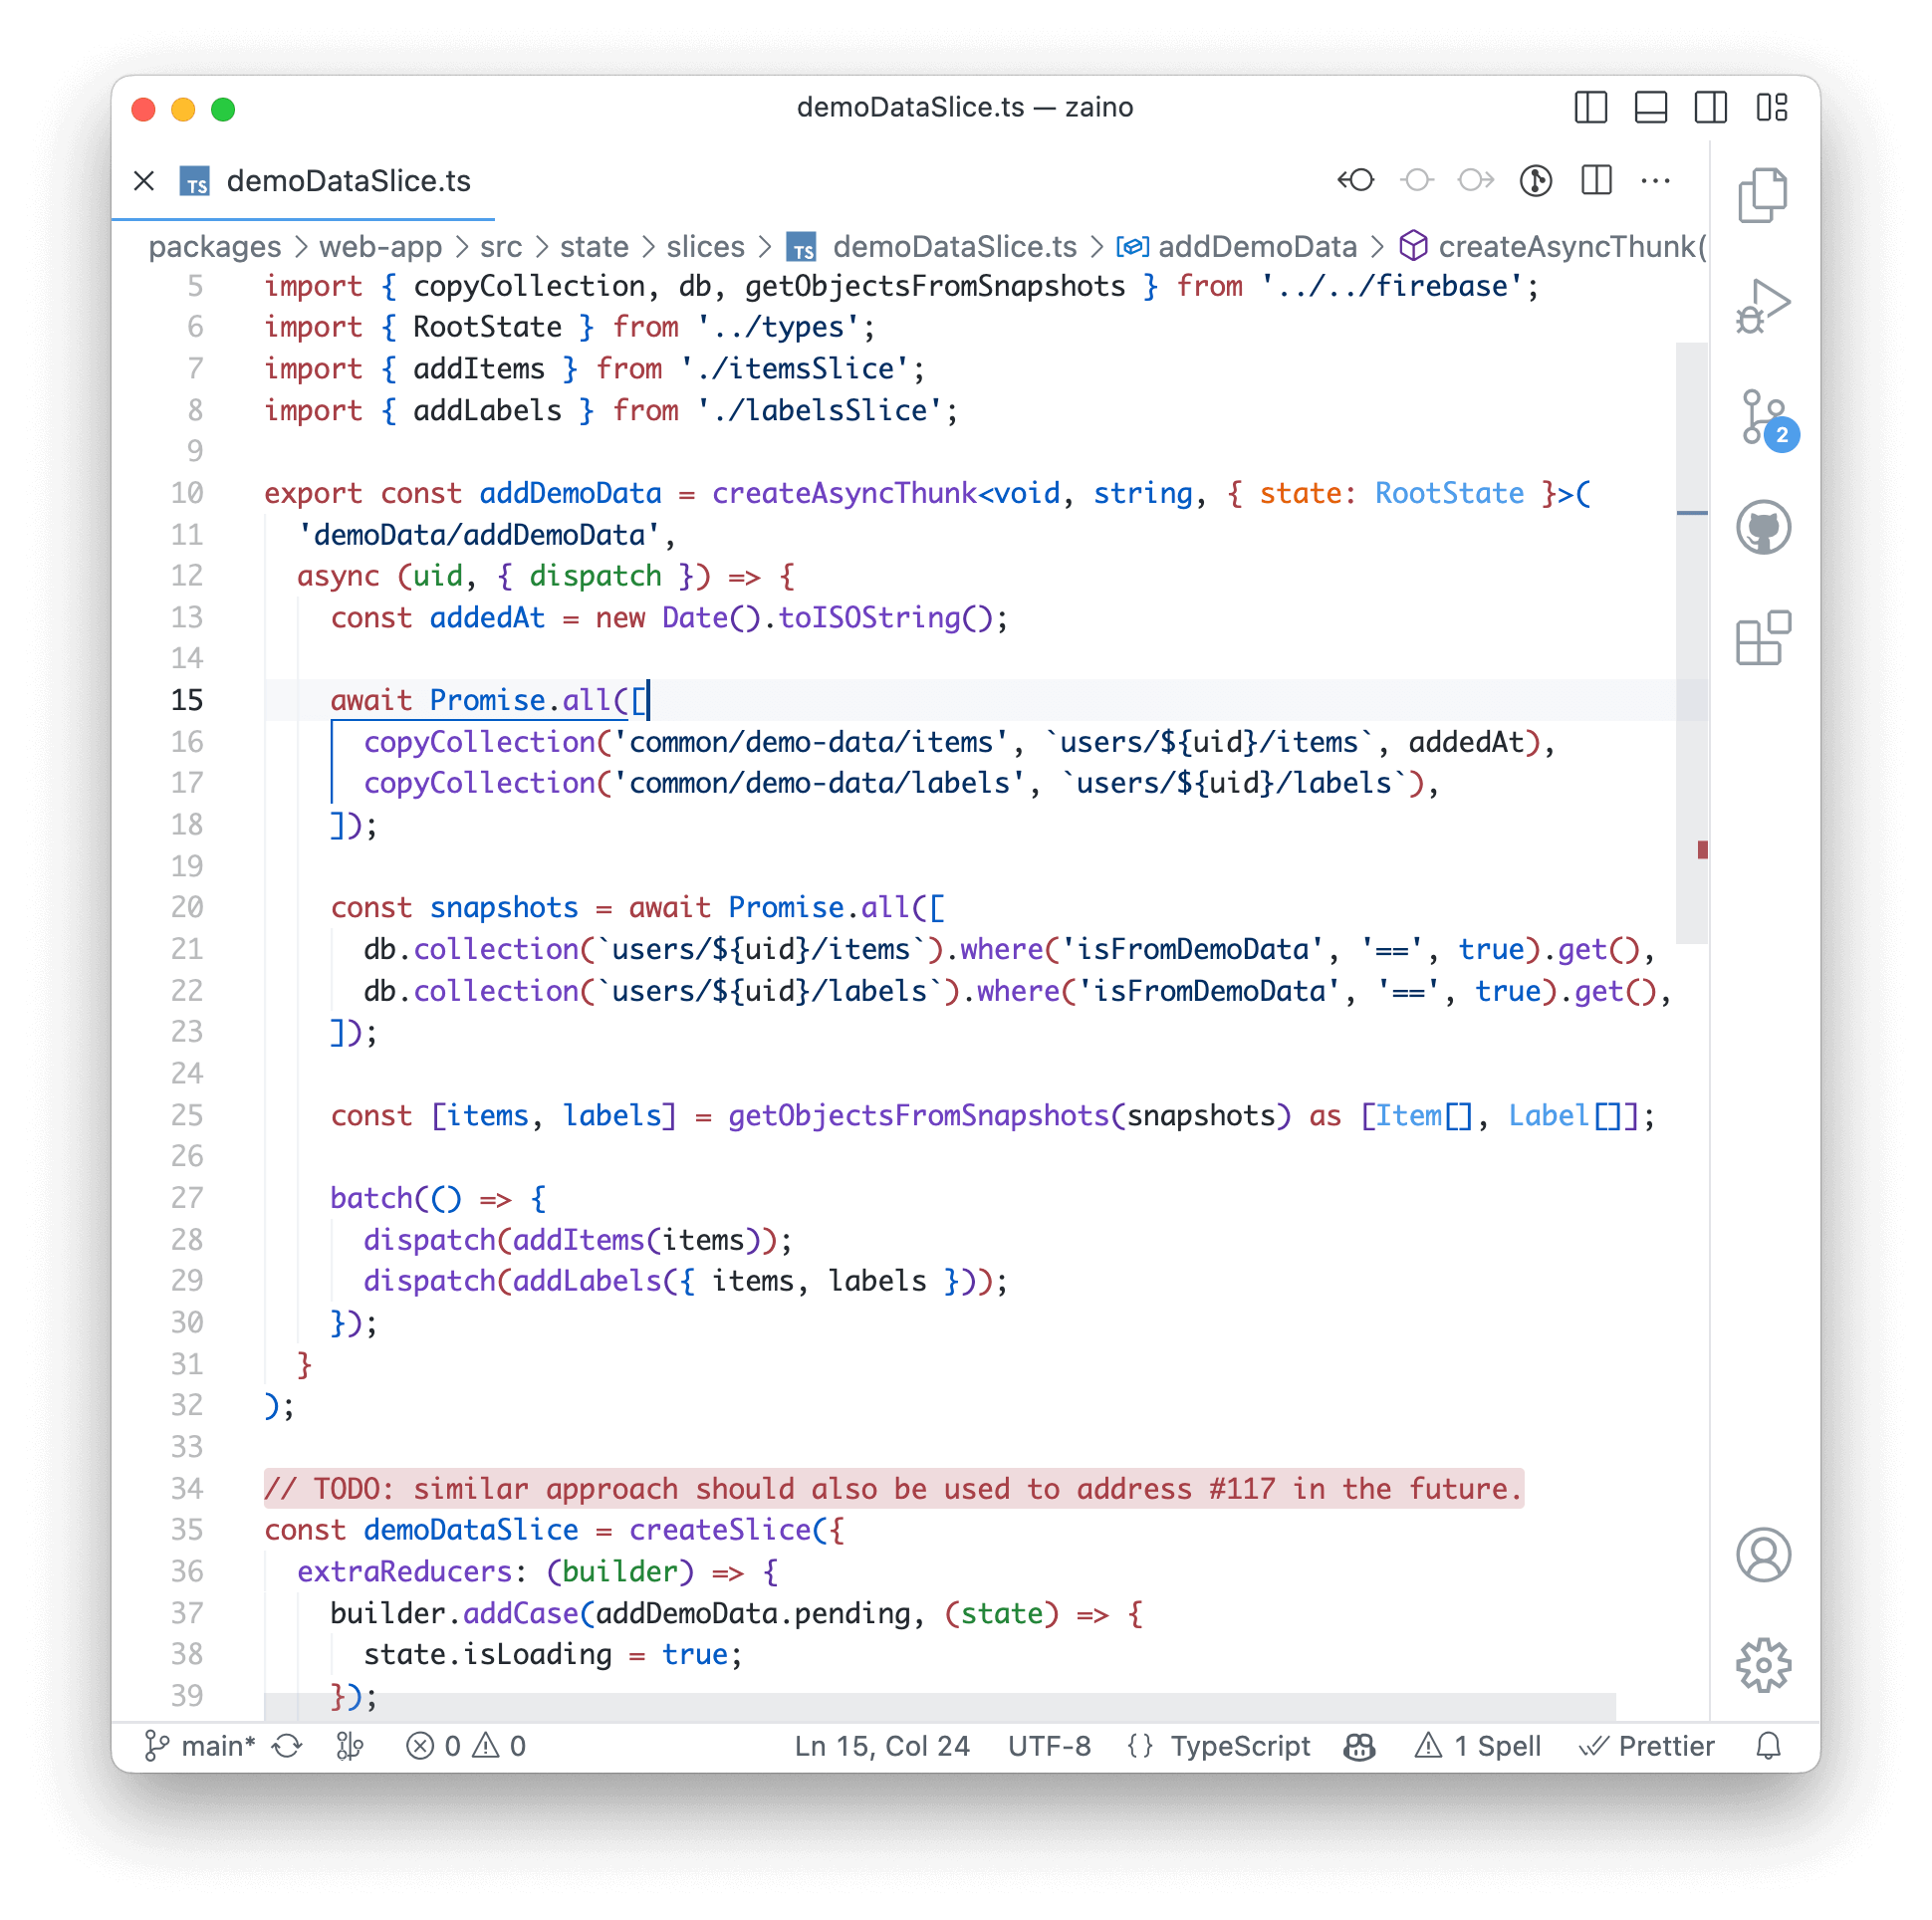 demoDataSlice.ts — zaino
TS demoDataSlice.ts
packages > web-app > src > state > slices > TS demoDataSlice.ts > addDemoData > createAsyncThunk(
5 import { copyCollection, db, getObjectsFromSnapshots } from '../../firebase';
6 import { RootState } from '../types';
7 import { addItems } from './itemsSlice';
8 import { addLabels } from './labelsSlice';
9
10 export const addDemoData = createAsyncThunk<void, string, { state: RootState }>(
11 'demoData/addDemoData',
12 async (uid, { dispatch }) => {
13 const addedAt = new Date().toISOString();
14
15 await Promise.all([
16 copyCollection('common/demo-data/items', `users/${uid}/items`, addedAt),
17 copyCollection('common/demo-data/labels', `users/${uid}/labels`),
18 ]);
19
20 const snapshots = await Promise.all([
21 db.collection(`users/${uid}/items`).where('isFromDemoData', '==', true).get(),
22 db.collection(`users/${uid}/labels`).where('isFromDemoData', '==', true).get(),
23 ]);
24
25 const [items, labels] = getObjectsFromSnapshots(snapshots) as [Item[], Label[]];
26
27 batch(() => {
28 dispatch(addItems(items));
29 dispatch(addLabels({ items, labels }));
30 });
31 }
32 );
33
34 // TODO: similar approach should also be used to address #117 in the future.
35 const demoDataSlice = createSlice({
36 extraReducers: (builder) => {
37 builder.addCase(addDemoData.pending, (state) => {
38 state.isLoading = true;
39 });
2
main* 0 0 Ln 15, Col 24 UTF-8 {} TypeScript 1 Spell Prettier